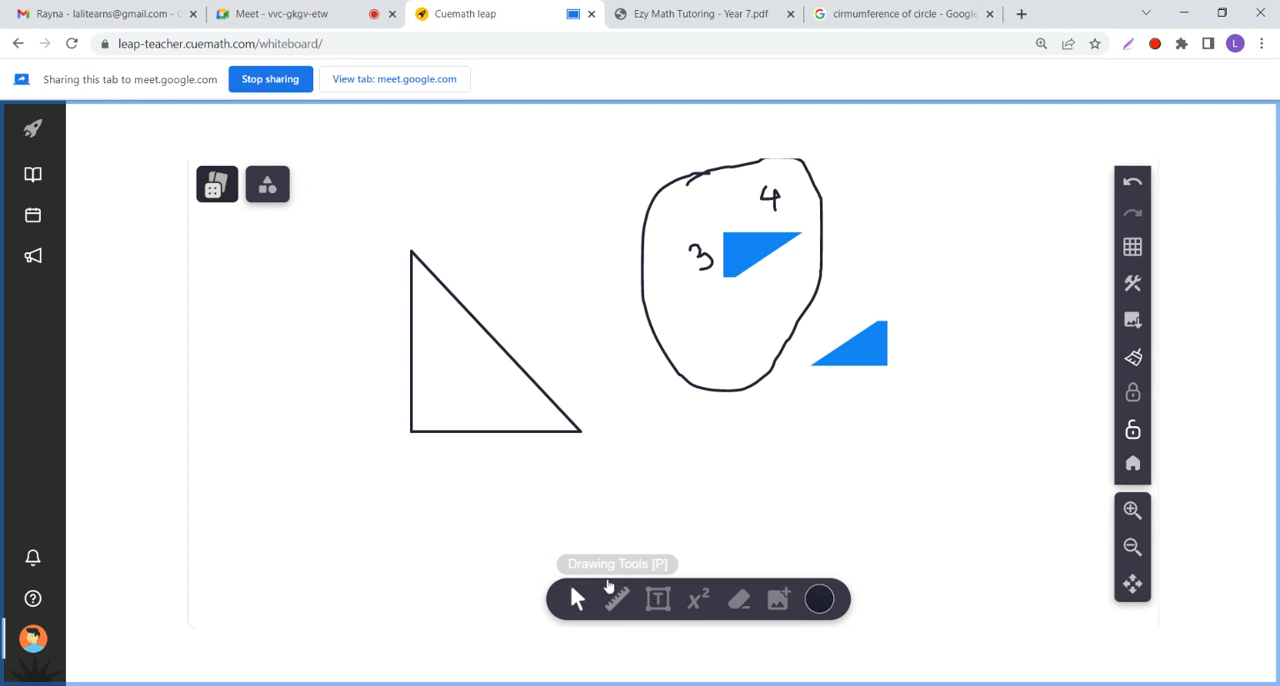 Rayna - lalitearns@gmail.com - G
Meet - vvc-gkgv-etw
Cuemath leap
Ezy Math Tutoring - Year 7.pdf
cirmumference of circle - Google
leap-teacher.cuemath.com/whiteboard/
L
Sharing this tab to meet.google.com
Stop sharing
View tab: meet.google.com
4
3
Drawing Tools [P]
T
x²